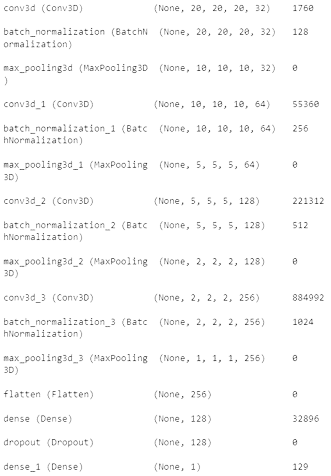 conv3d (Conv3D) (None, 20, 20, 20, 32) 1760
batch_normalization (BatchN (None, 20, 20, 20, 32) 128
ormalization)
max_pooling3d (MaxPooling3D (None, 10, 10, 10, 32) 0
)
conv3d_1 (Conv3D) (None, 10, 10, 10, 64) 55360
batch_normalization_1 (Batc (None, 10, 10, 10, 64) 256
hNormalization)
max_pooling3d_1 (MaxPooling (None, 5, 5, 5, 64) 0
3D)
conv3d_2 (Conv3D) (None, 5, 5, 5, 128) 221312
batch_normalization_2 (Batc (None, 5, 5, 5, 128) 512
hNormalization)
max_pooling3d_2 (MaxPooling (None, 2, 2, 2, 128) 0
3D)
conv3d_3 (Conv3D) (None, 2, 2, 2, 256) 884992
batch_normalization_3 (Batc (None, 2, 2, 2, 256) 1024
hNormalization)
max_pooling3d_3 (MaxPooling (None, 1, 1, 1, 256) 0
3D)
flatten (Flatten) (None, 256) 0
dense (Dense) (None, 128) 32896
dropout (Dropout) (None, 128) 0
dense_1 (Dense) (None, 1) 129